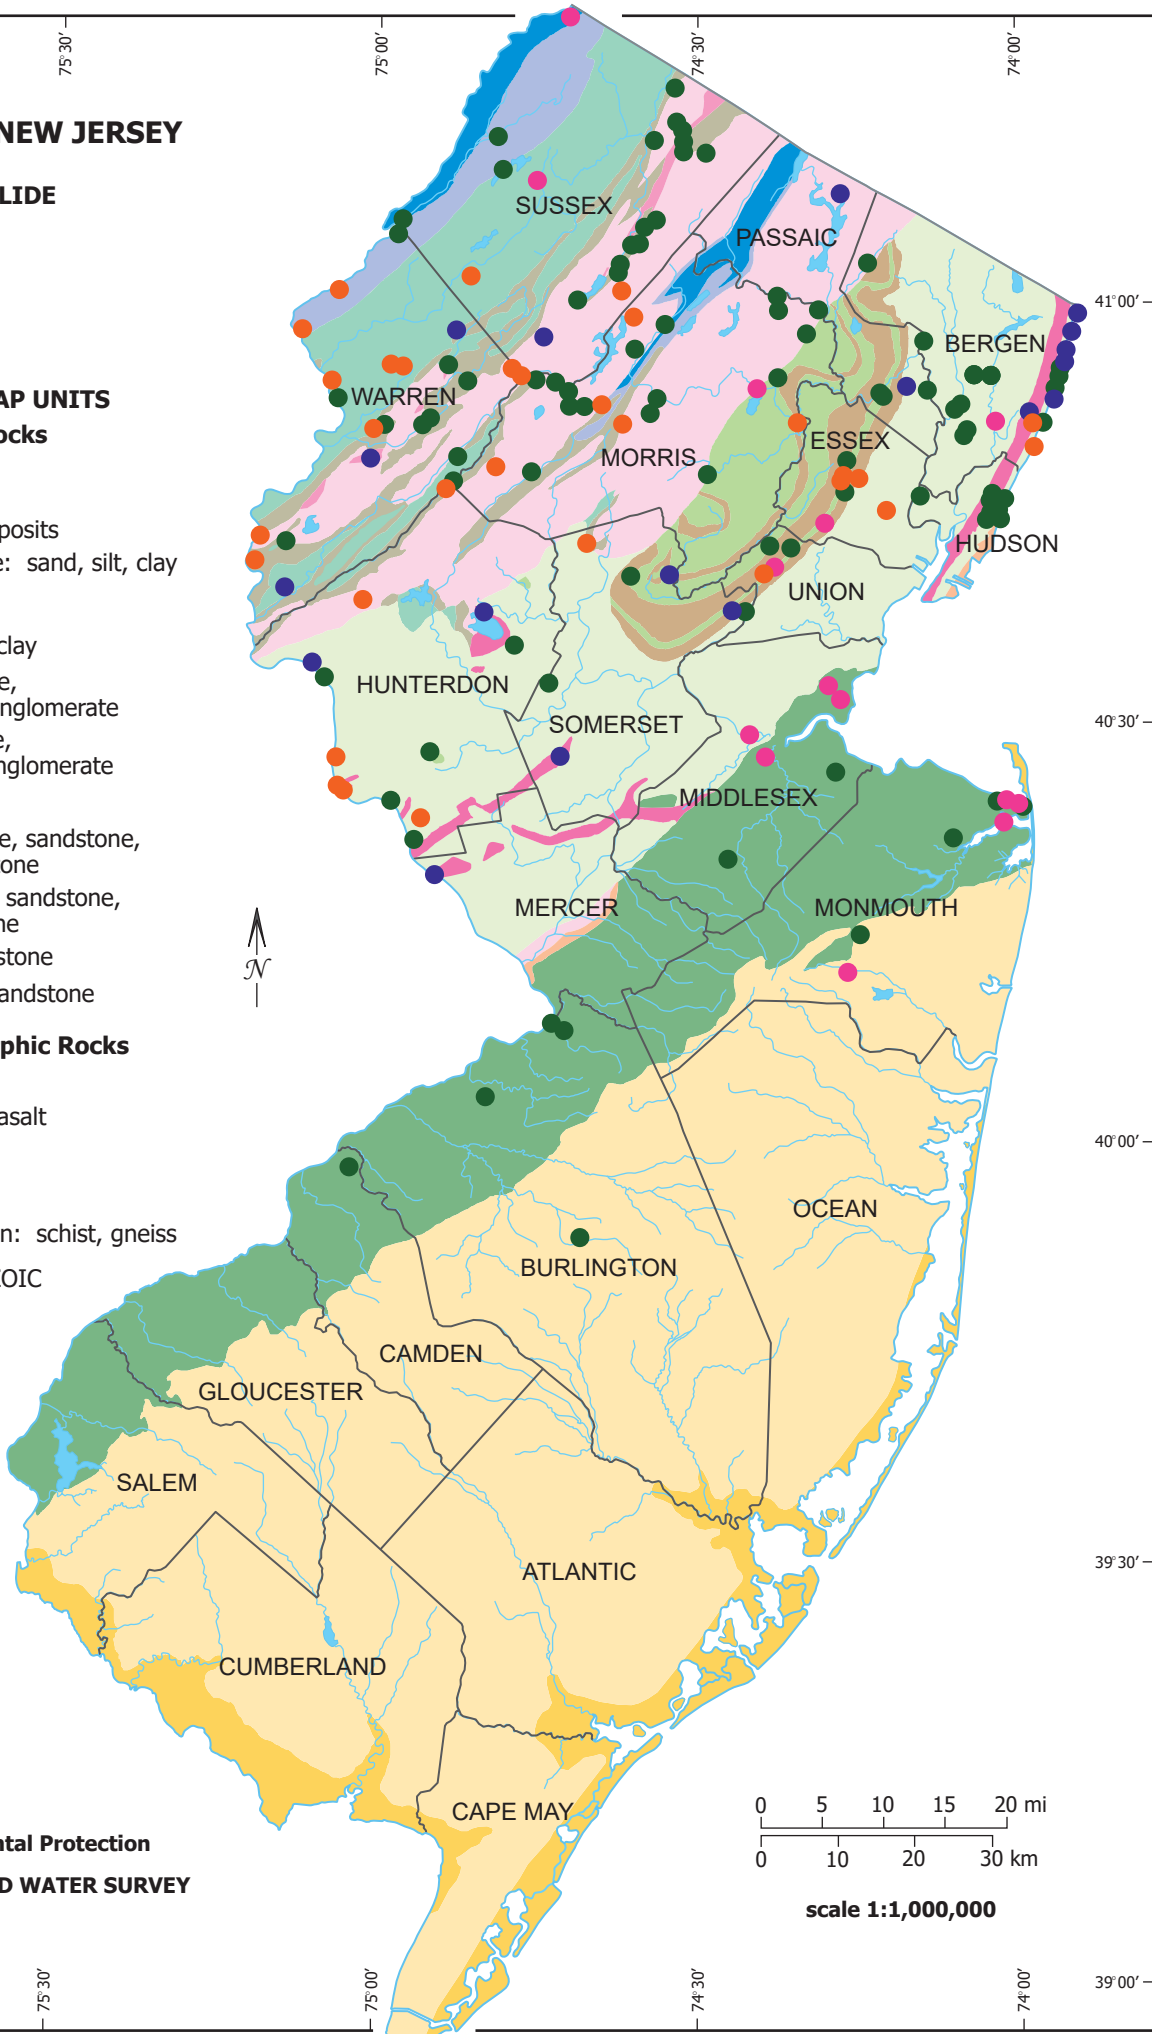 75°30′
75°00′
74°30′
74°00′
NEW JERSEY
LIDE
SUSSEX
PASSAIC
41°00′
BERGEN
AP UNITS
WARREN
ocks
ESSEX
MORRIS
posits
HUDSON
e: sand, silt, clay
UNION
clay
e,
HUNTERDON
nglomerate
SOMERSET
40°30′
e,
nglomerate
MIDDLESEX
e, sandstone,
tone
sandstone,
MERCER
MONMOUTH
ne
stone
N
andstone
phic Rocks
asalt
40°00′
OCEAN
n: schist, gneiss
BURLINGTON
ZOIC
CAMDEN
GLOUCESTER
SALEM
39°30′
ATLANTIC
CUMBERLAND
CAPE MAY
0 5 10 15 20 mi
0 10 20 30 km
ntal Protection
D WATER SURVEY
scale 1:1,000,000
39°00′
75°30′
75°00′
74°30′
74°00′